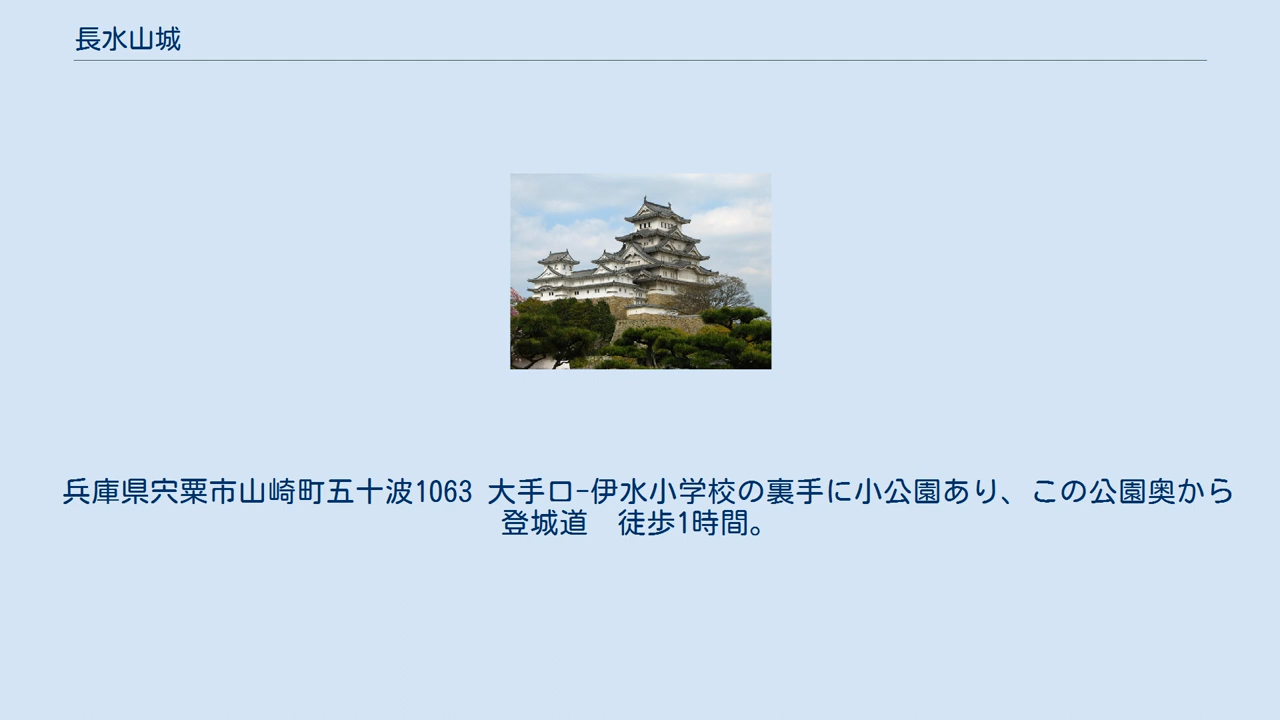 長水山城
兵庫県宍粟市山崎町五十波1063 大手口-伊水小学校の裏手に小公園あり、この公園奥から
登城道　徒歩1時間。